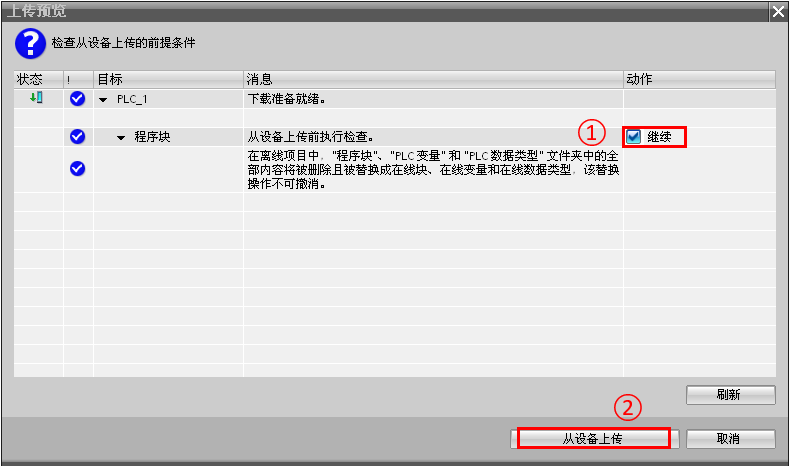 上传预览
?
检查从设备上传的前提条件
状态 ! 目标 消息 动作
PLC_1 下载准备就绪。
程序块 从设备上传前执行检查。 ① 继续
在离线项目中，"程序块"、"PLC 变量" 和 "PLC 数据类型" 文件夹中的全
部内容将被删除且被替换成在线块、在线变量和在线数据类型，该替换
操作不可撤消。
刷新
②
从设备上传 取消